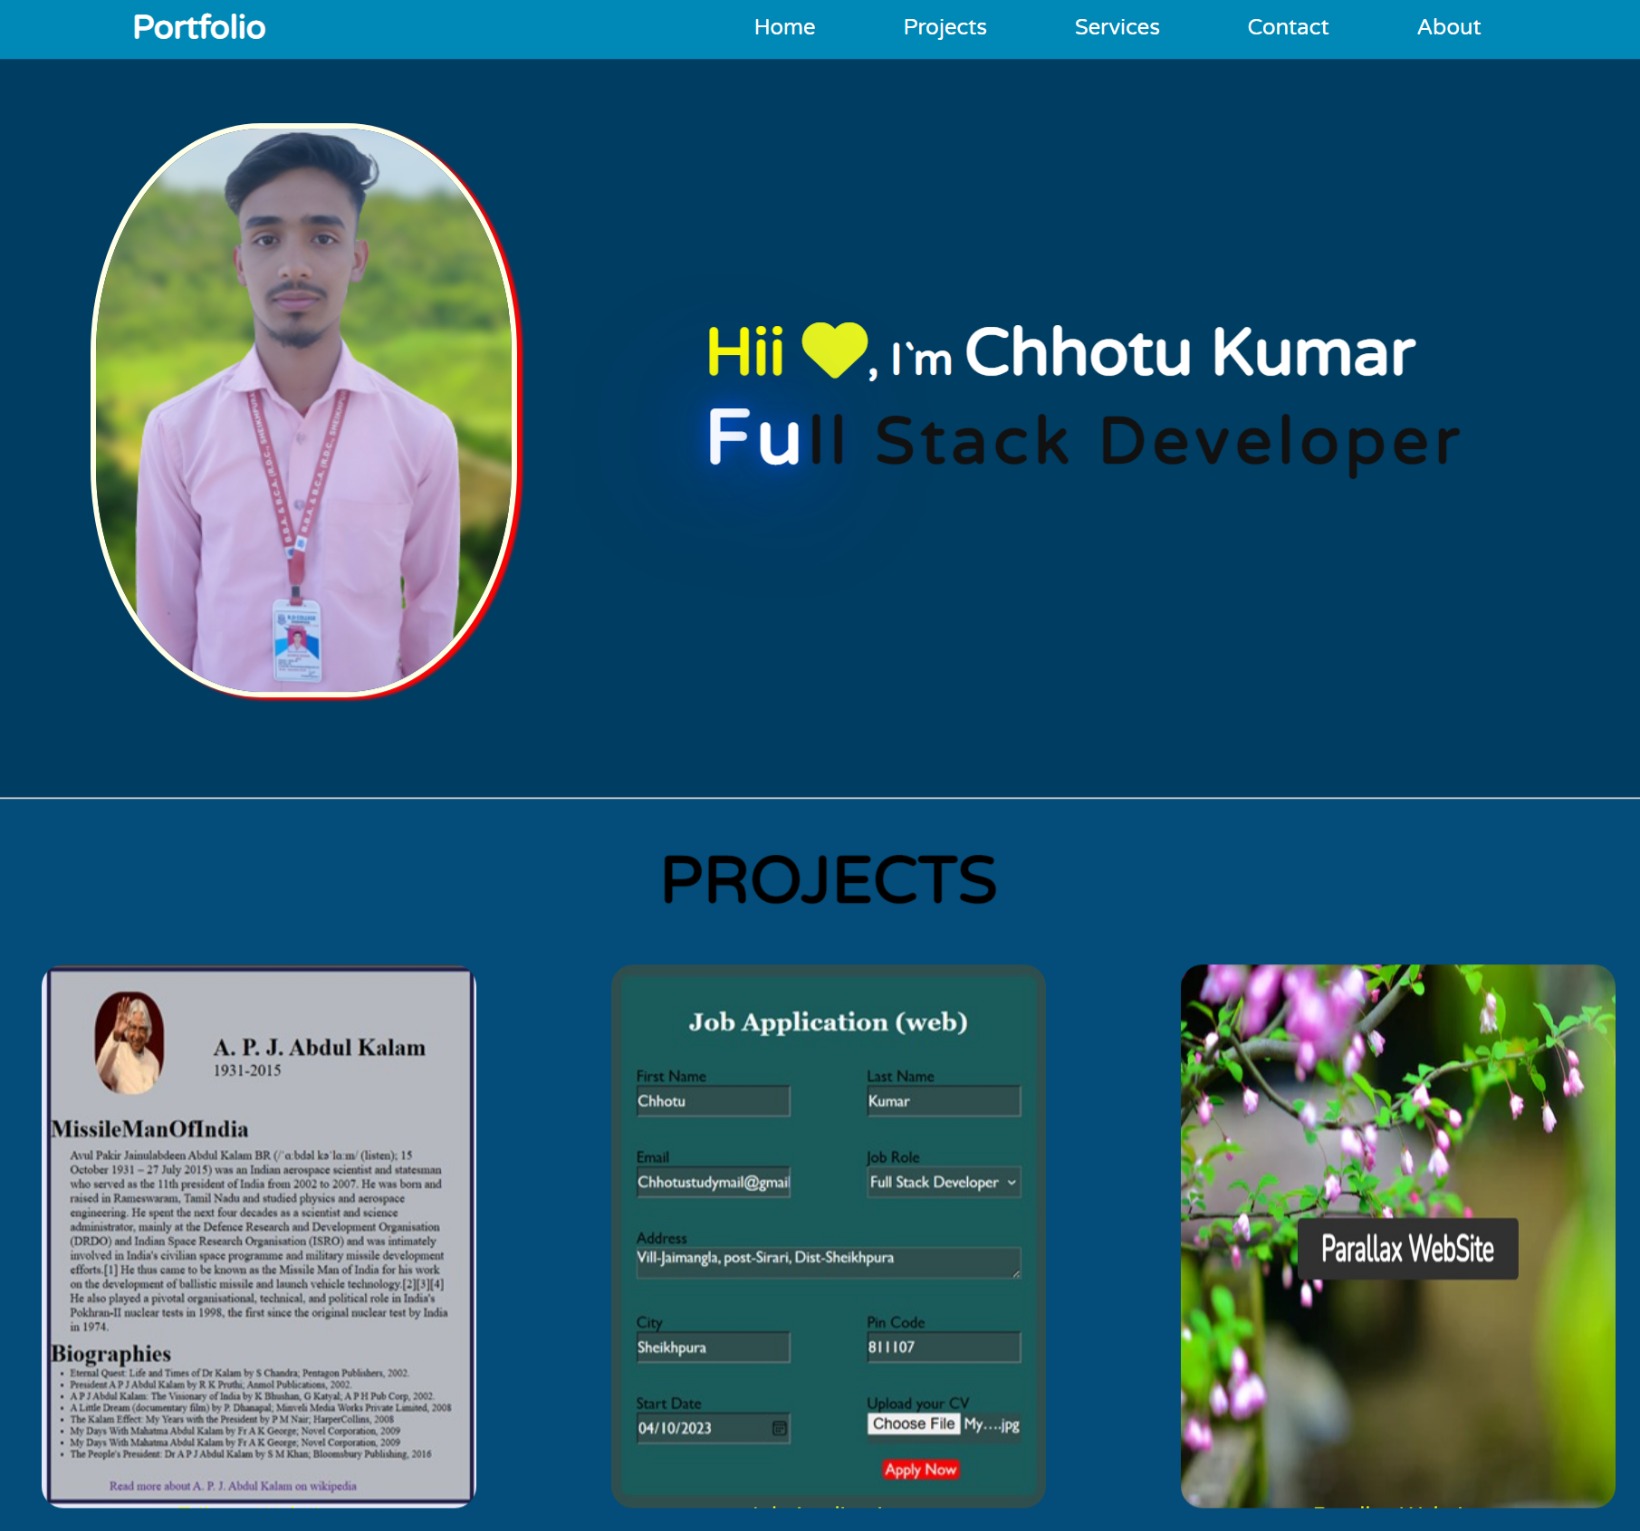 Portfolio
Home Projects Services Contact About
Hii , I`m Chhotu Kumar
Full Stack Developer
PROJECTS
A. P. J. Abdul Kalam
1931-2015
MissileManOfIndia
Avul Pakir Jainulabdeen Abdul Kalam BR (listen); 15
October 1931 – 27 July 2015) was an Indian aerospace scientist and statesman
who served as the 11th president of India from 2002 to 2007. He was born and
raised in Rameswaram, Tamil Nadu and studied physics and aerospace
engineering. He spent the next four decades as a scientist and science
administrator, mainly at the Defence Research and Development Organisation
(DRDO) and Indian Space Research Organisation (ISRO) and was intimately
involved in India's civilian space programme and military missile development
efforts.[1] He thus came to be known as the Missile Man of India for his work
on the development of ballistic missile and launch vehicle technology.[2][3][4]
He also played a pivotal organisational, technical, and political role in India's
Pokhran-II nuclear tests in 1998, the first since the original nuclear test by India
in 1974.
Biographies
• Eternal Quest: Life and Times of Dr Kalam by S Chandra; Pentagon Publishers, 2002.
• President A P J Abdul Kalam by R K Pruthi; Anmol Publications, 2002.
• A P J Abdul Kalam: The Visionary of India by K Bhushan, G Katyal; A P H Pub Corp, 2002.
• A Little Dream (documentary film) by P. Dhanapal; Minveli Media Works Private Limited, 2008
• The Kalam Effect: My Years with the President by P M Nair; HarperCollins, 2008
• My Days With Mahatma Abdul Kalam by Fr A K George; Novel Corporation, 2009
• My Days With Mahatma Abdul Kalam by Fr A K George; Novel Corporation, 2009
• The People's President: Dr A P J Abdul Kalam by S M Khan; Bloomsbury Publishing, 2016
Read more about A. P. J. Abdul Kalam on wikipedia
Job Application (web)
First Name Last Name
Chhotu Kumar
Email Job Role
Chhotustudymail@gmai Full Stack Developer
Address
Vill-Jaimangla, post-Sirari, Dist-Sheikhpura
City Pin Code
Sheikhpura 811107
Start Date Upload your CV
04/10/2023 Choose File My....jpg
Apply Now
Parallax WebSite